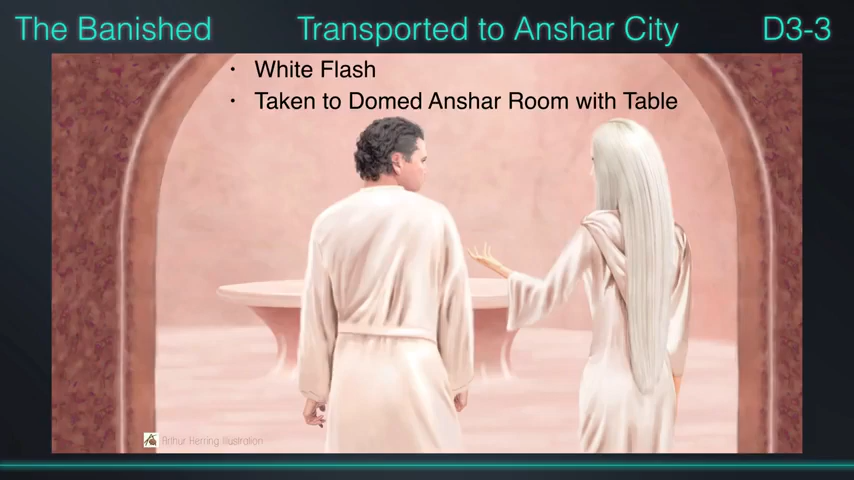 The Banished Transported to Anshar City D3-3
• White Flash
• Taken to Domed Anshar Room with Table
Arthur Herring Illustration